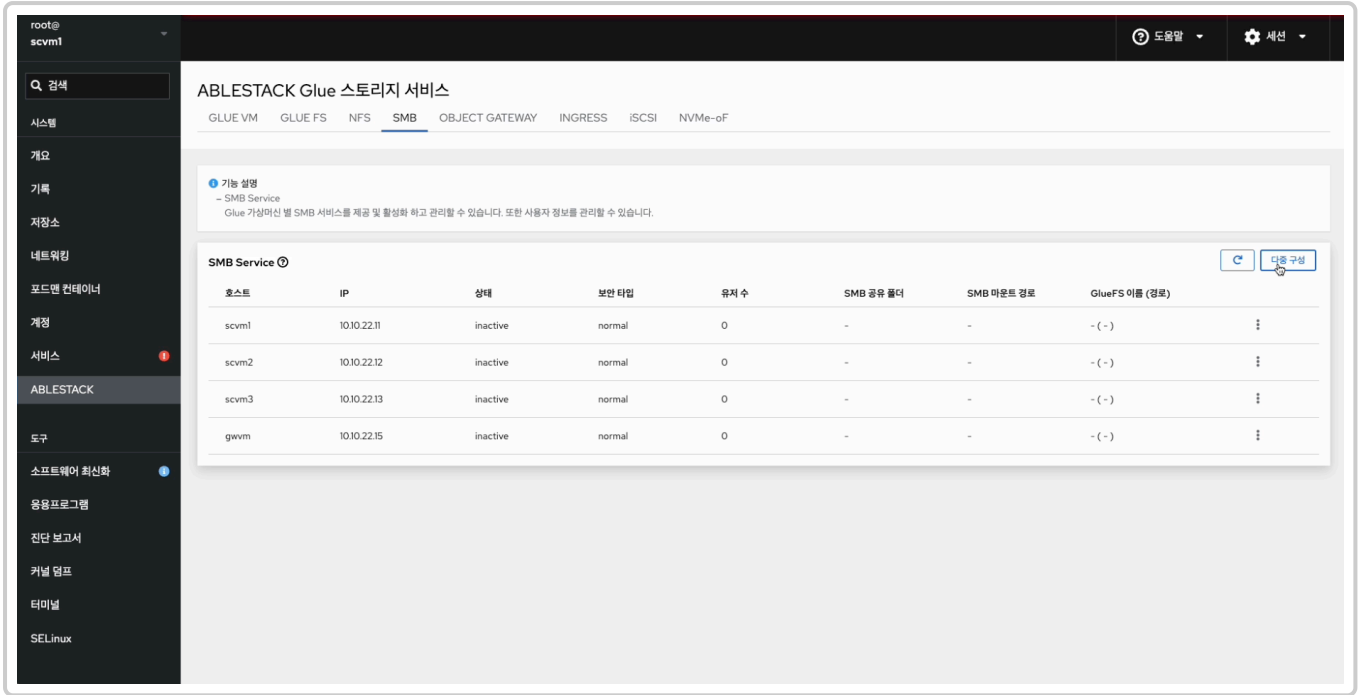 root@
scvm1
도움말
세션
검색
시스템
개요
기록
저장소
네트워킹
포드맨 컨테이너
계정
서비스
ABLESTACK
도구
소프트웨어 최신화
응용프로그램
진단 보고서
커널 덤프
터미널
SELinux
ABLESTACK Glue 스토리지 서비스
GLUE VM GLUE FS NFS SMB OBJECT GATEWAY INGRESS iSCSI NVMe-oF
기능 설명
– SMB Service
Glue 가상머신 별 SMB 서비스를 제공 및 활성화 하고 관리할 수 있습니다. 또한 사용자 정보를 관리할 수 있습니다.
SMB Service
다중 구성
호스트 IP 상태 보안 타입 유저 수 SMB 공유 폴더 SMB 마운트 경로 GlueFS 이름 (경로)
scvm1 10.10.22.11 inactive normal 0 - - - ( - )
scvm2 10.10.22.12 inactive normal 0 - - - ( - )
scvm3 10.10.22.13 inactive normal 0 - - - ( - )
gwvm 10.10.22.15 inactive normal 0 - - - ( - )